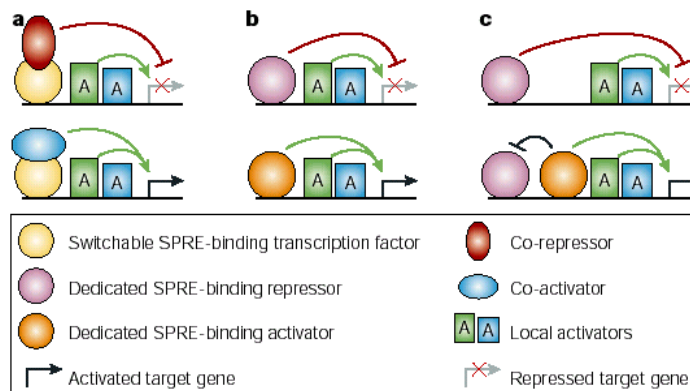 a
b
c
A A
A A
A A
A A
A A
A A
Switchable SPRE-binding transcription factor
Co-repressor
Dedicated SPRE-binding repressor
Co-activator
Dedicated SPRE-binding activator
A A Local activators
Activated target gene
Repressed target gene